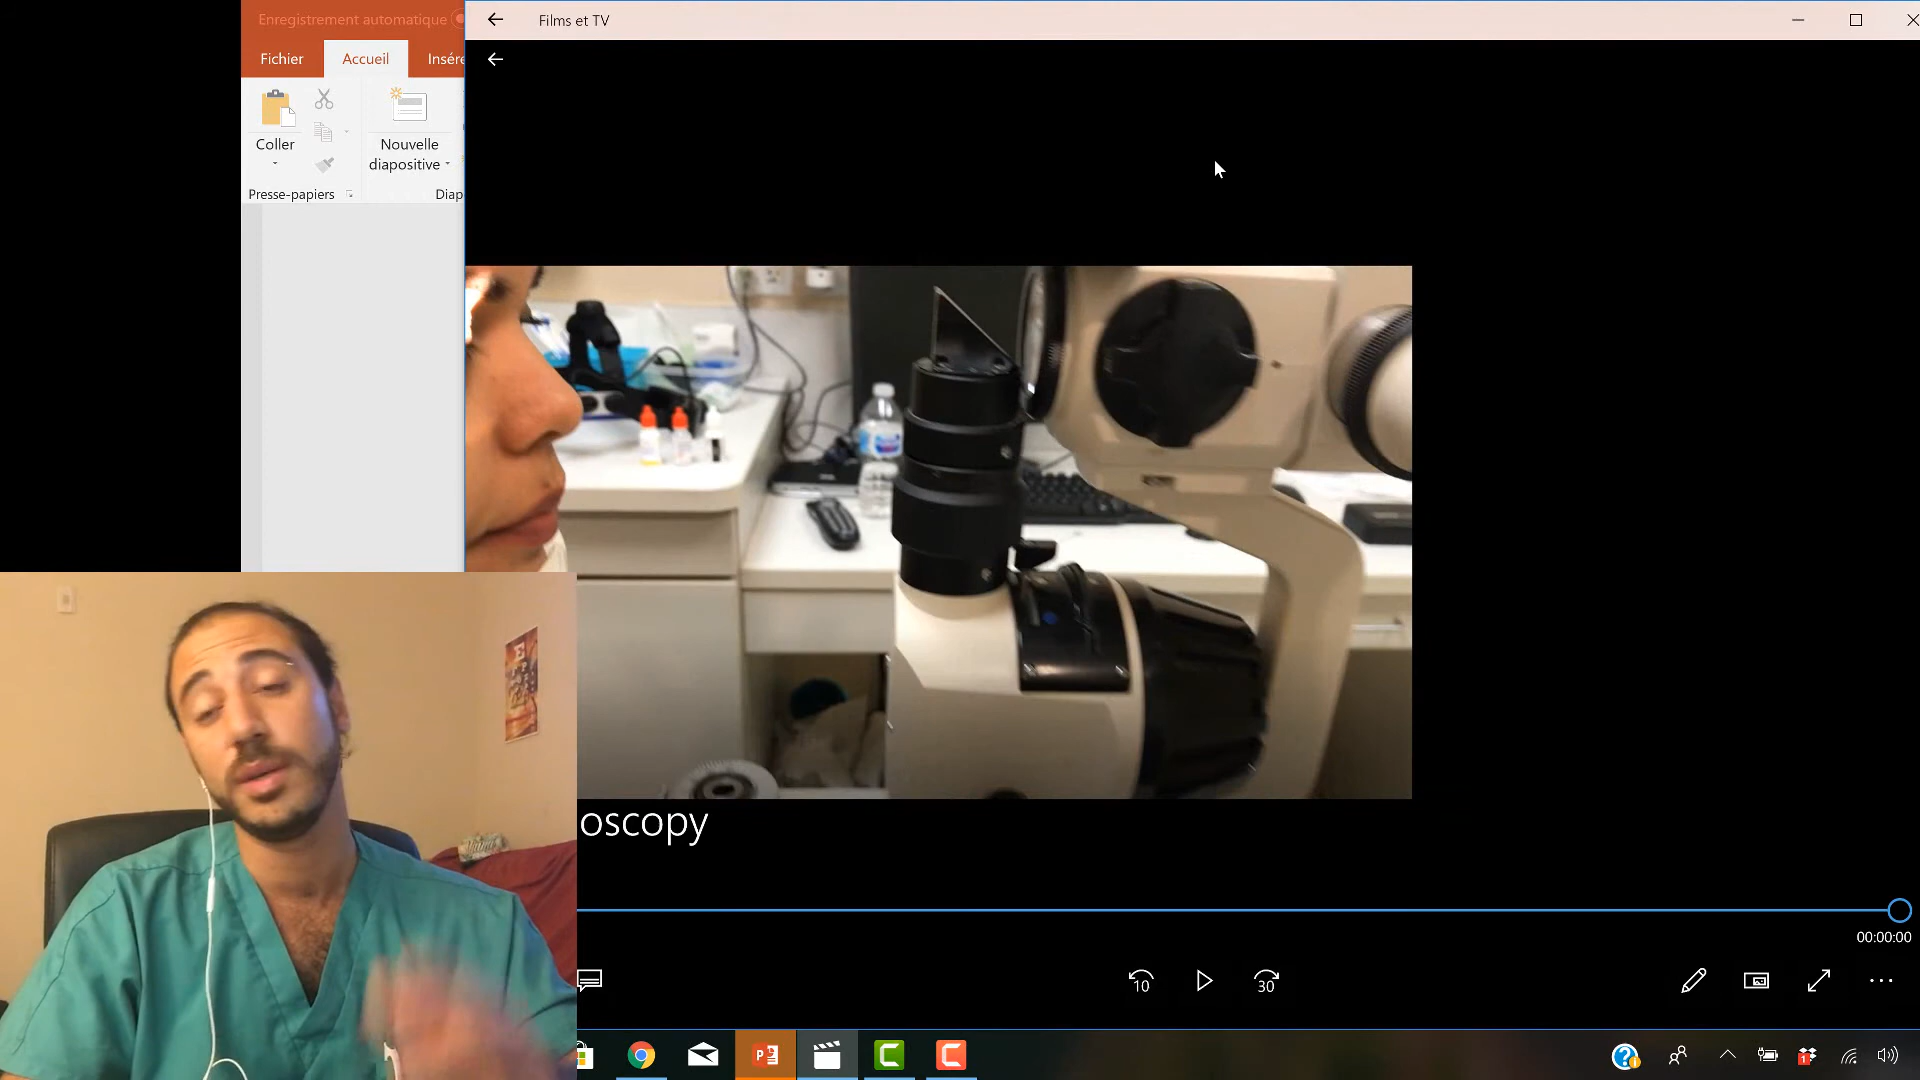 Enregistrement automatique
Films et TV
Fichier
Accueil
Insére
Coller
Nouvelle
diapositive
Presse-papiers
Diap
oscopy
00:00:00
10
30
1